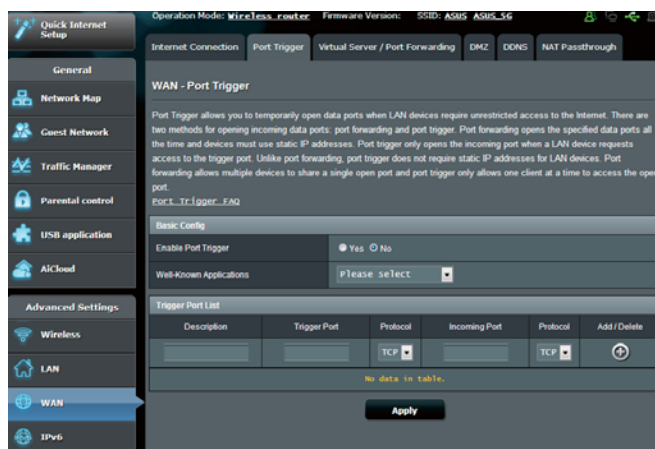 Quick Internet
Setup
Operation Mode: Wireless router Firmware Version: SSID: ASUS ASUS_5G
Internet Connection Port Trigger Virtual Server / Port Forwarding DMZ DDNS NAT Passthrough
General
Network Map
Guest Network
Traffic Manager
Parental control
USB application
AiCloud
Advanced Settings
Wireless
LAN
WAN
IPv6
WAN - Port Trigger
Port Trigger allows you to temporarily open data ports when LAN devices require unrestricted access to the Internet. There are
two methods for opening incoming data ports: port forwarding and port trigger. Port forwarding opens the specified data ports all
the time and devices must use static IP addresses. Port trigger only opens the incoming port when a LAN device requests
access to the trigger port. Unlike port forwarding, port trigger does not require static IP addresses for LAN devices. Port
forwarding allows multiple devices to share a single open port and port trigger only allows one client at a time to access the open
port.
Port Trigger FAQ
Basic Config
Enable Port Trigger Yes No
Well-Known Applications Please select
Trigger Port List
Description Trigger Port Protocol Incoming Port Protocol Add / Delete
TCP TCP
No data in table.
Apply